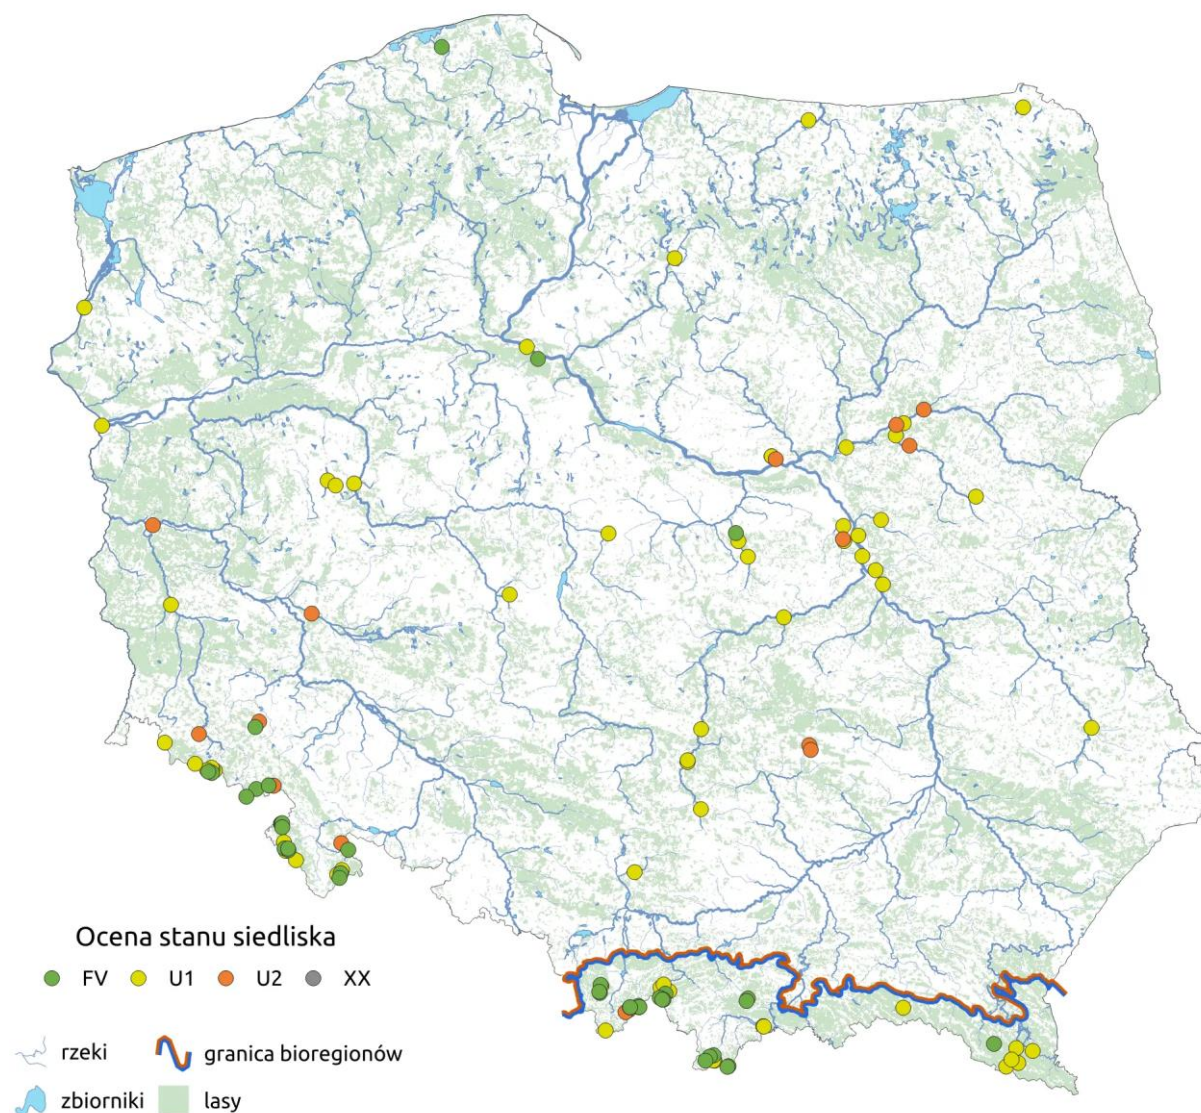 Ocena stanu siedliska
FV U1 U2 XX
rzeki granica bioregionów
zbiorniki lasy